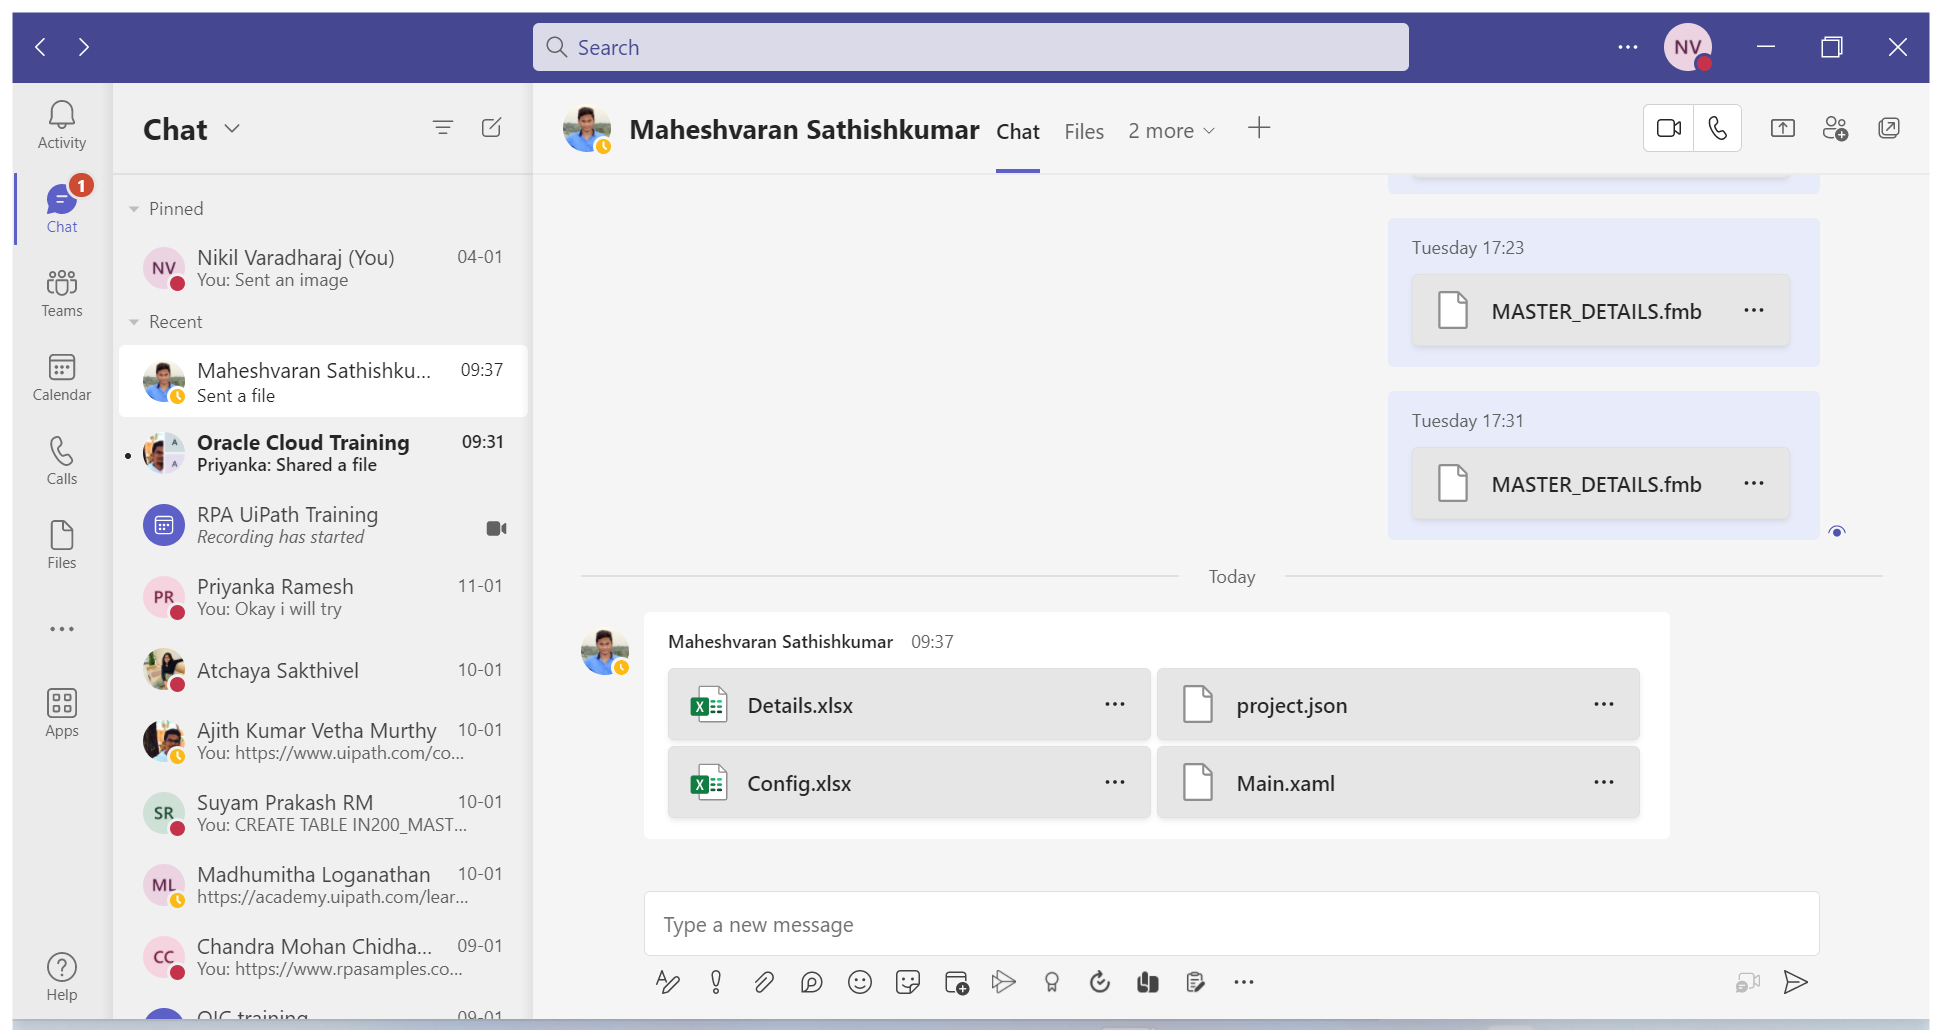 Search
NV
Activity
1
Chat
Teams
Calendar
Calls
Files
Apps
Help
Chat
Pinned
NV
Nikil Varadharaj (You)
04-01
You: Sent an image
Recent
Maheshvaran Sathishku...
09:37
Sent a file
A
A
Oracle Cloud Training
09:31
Priyanka: Shared a file
RPA UiPath Training
Recording has started
PR
Priyanka Ramesh
11-01
You: Okay i will try
Atchaya Sakthivel
10-01
Ajith Kumar Vetha Murthy
10-01
You: https://www.uipath.com/co...
SR
Suyam Prakash RM
10-01
You: CREATE TABLE IN200_MAST...
ML
Madhumitha Loganathan
10-01
https://academy.uipath.com/lear...
CC
Chandra Mohan Chidha...
09-01
You: https://www.rpasamples.co...
OIC training
09-01
Maheshvaran Sathishkumar
Chat
Files
2 more
Tuesday 17:23
MASTER_DETAILS.fmb
Tuesday 17:31
MASTER_DETAILS.fmb
Today
Maheshvaran Sathishkumar 09:37
Details.xlsx
project.json
Config.xlsx
Main.xaml
Type a new message